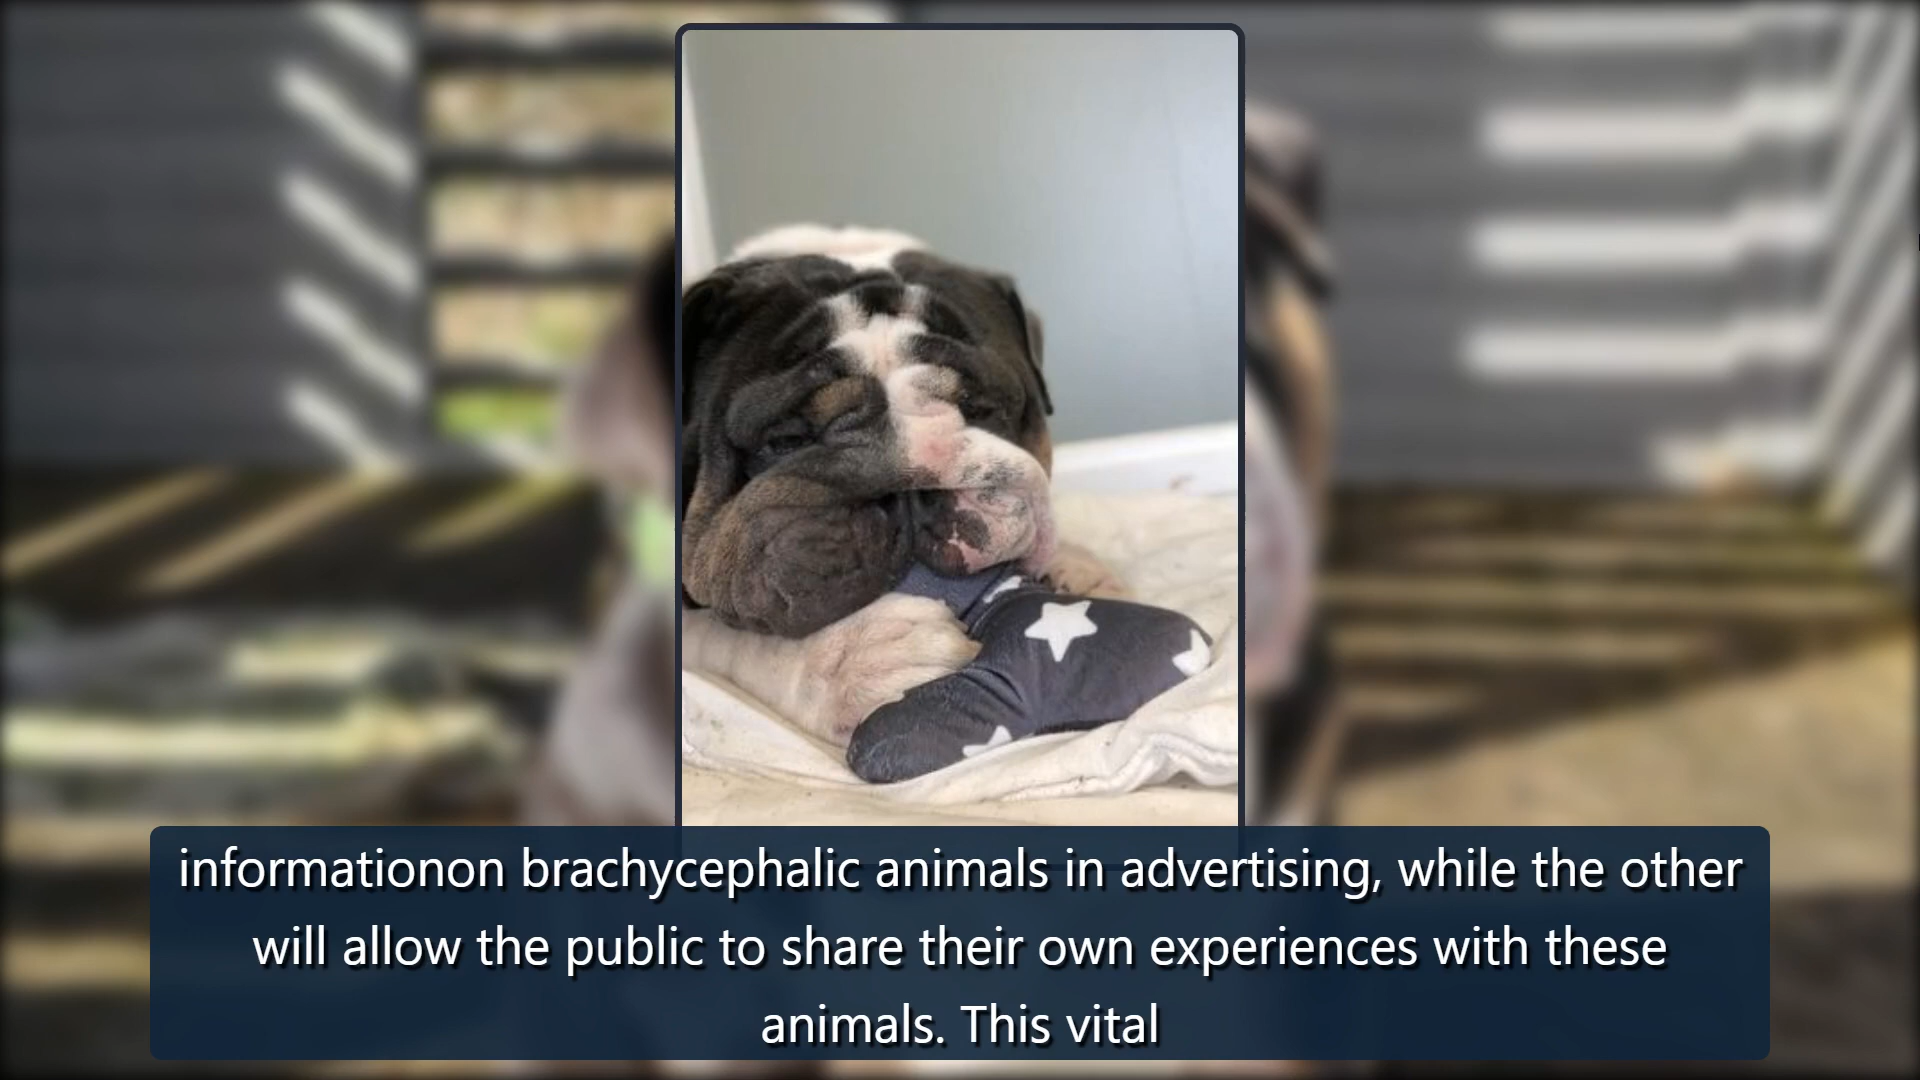 informationon brachycephalic animals in advertising, while the other
will allow the public to share their own experiences with these
animals. This vital